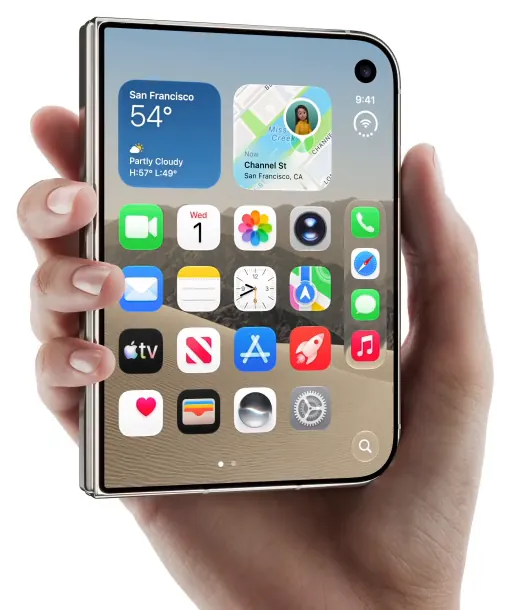 San Francisco
54°
Partly Cloudy
H:57° L:49°
Now
Channel St
San Francisco, CA
9:41
Wed
1
tv